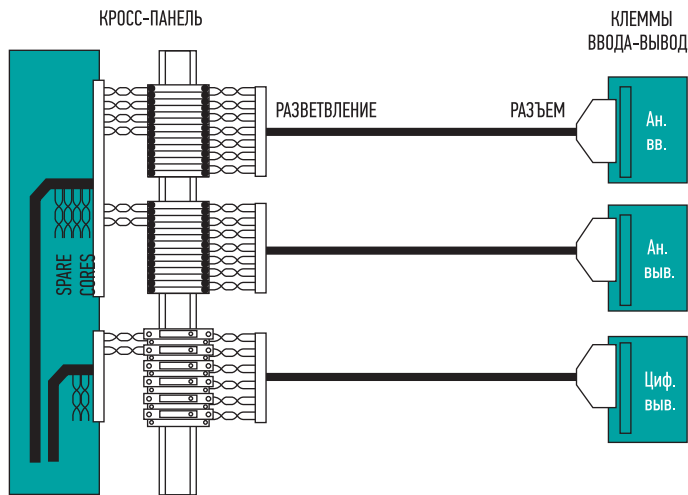 КРОСС-ПАНЕЛЬ
КЛЕММЫ
ВВОДА-ВЫВОД
РАЗВЕТВЛЕНИЕ
РАЗЪЕМ
Ан.
вв.
SPARE
CORES
Ан.
выв.
Циф.
выв.